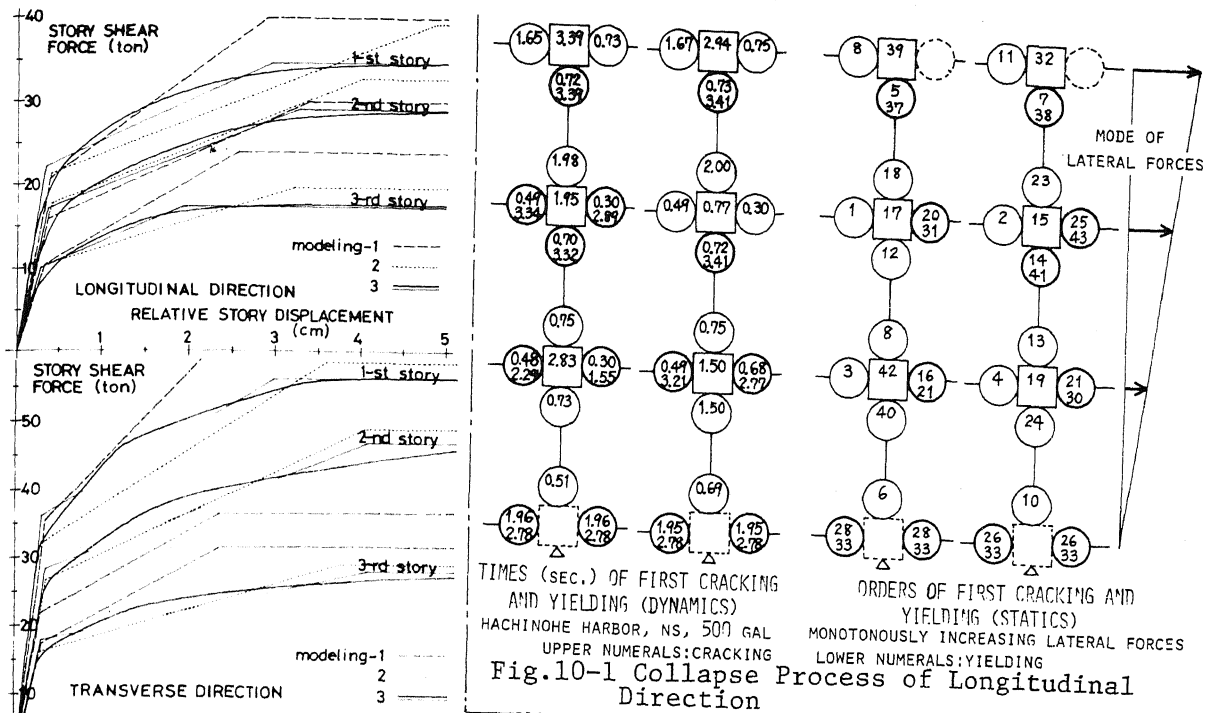 40
STORY SHEAR
FORCE (ton)
1-st story
30
2nd story
20
3-rd story
10
modeling-1
2
3
LONGITUDINAL DIRECTION
RELATIVE STORY DISPLACEMENT
(cm)
1 2 3 4 5
STORY SHEAR
FORCE (ton)
1-st story
50
2-nd story
40
30
3-rd story
20
modeling-1
2
3
10
TRANSVERSE DIRECTION
1.65 3.39 0.73
0.72
3.39
1.98
0.49
3.34
1.95
0.30
2.89
0.70
3.32
0.75
0.48
2.29
2.83
0.30
1.55
0.73
0.51
1.96
2.78
1.96
2.78
1.67 2.94 0.75
0.73
3.41
2.00
0.49 0.77 0.30
0.72
3.41
0.75
0.49
3.21
1.50
0.68
2.77
1.50
0.69
1.95
2.78
1.95
2.78
TIMES (SEC.) OF FIRST CRACKING
AND YIELDING (DYNAMICS)
HACHINOHE HARBOR, NS, 500 GAL
UPPER NUMERALS:CRACKING
8 39
5
37
18
1 17
20
31
12
8
3 42
16
21
40
6
28
33
28
33
11 32
7
38
23
2 15
25
43
14
41
13
4 19
21
30
24
10
26
33
26
33
MODE OF
LATERAL FORCES
ORDERS OF FIRST CRACKING AND
YIELDING (STATICS)
MONOTONOUSLY INCREASING LATERAL FORCES
LOWER NUMERALS:YIELDING
Fig.10-1 Collapse Process of Longitudinal
Direction